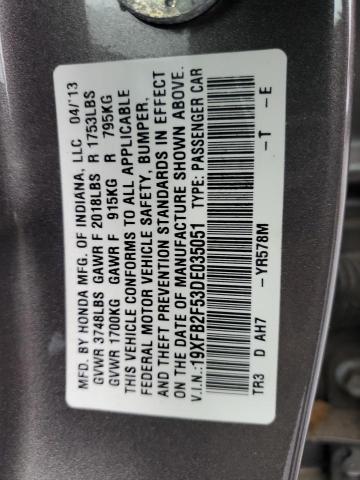 MFD. BY HONDA MFG. OF INDIANA, LLC 04/13
GVWR 3748LBS GAWR F 2018LBS R 1753LBS
GVWR 1700KG GAWR F 915KG R 795KG
THIS VEHICLE CONFORMS TO ALL APPLICABLE
FEDERAL MOTOR VEHICLE SAFETY, BUMPER,
AND THEFT PREVENTION STANDARDS IN EFFECT
ON THE DATE OF MANUFACTURE SHOWN ABOVE.
V.I.N.:19XFB2F53DE035051 TYPE: PASSENGER CAR
TR3 D AH7 -YR578M -T -E